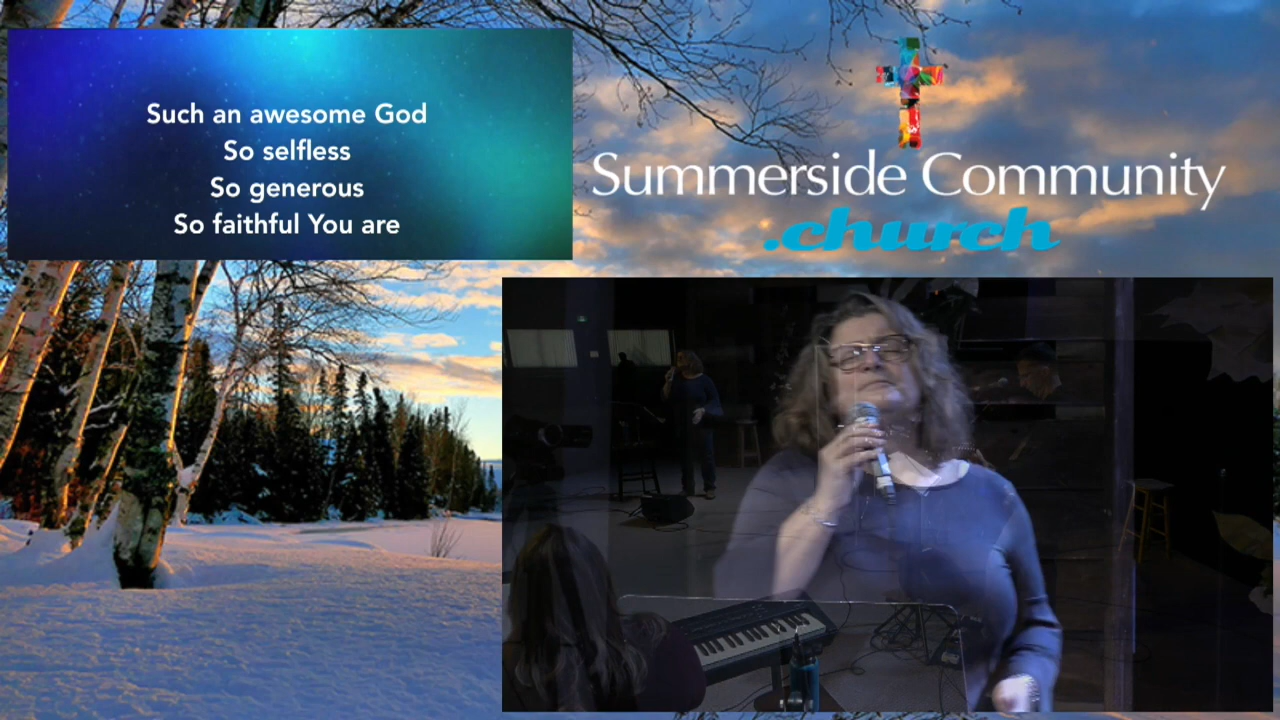 Such an awesome God
So selfless
So generous
So faithful You are
Summerside Community
.church